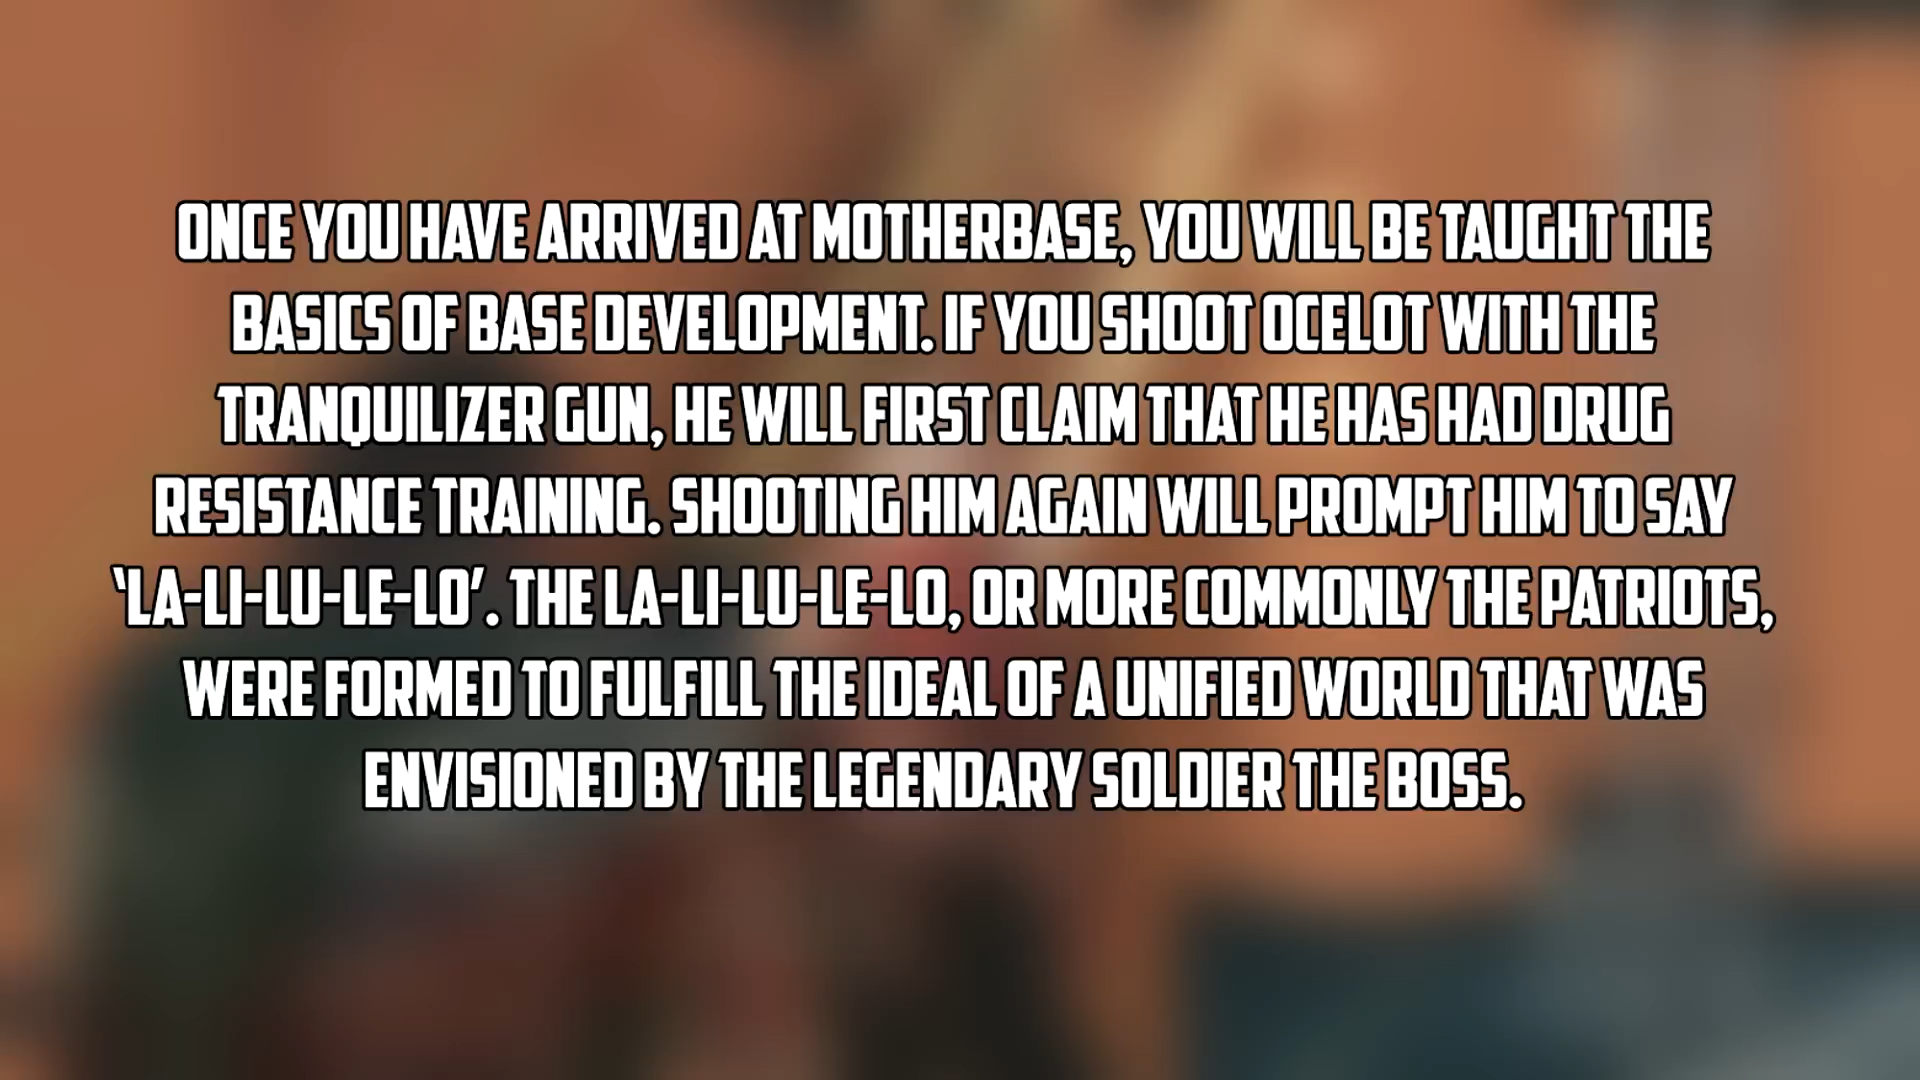 ONCE YOU HAVE ARRIVED AT MOTHERBASE, YOU WILL BE TAUGHT THE
BASICS OF BASE DEVELOPMENT. IF YOU SHOOT OCELOT WITH THE
TRANQUILIZER GUN, HE WILL FIRST CLAIM THAT HE HAS HAD DRUG
RESISTANCE TRAINING. SHOOTING HIM AGAIN WILL PROMPT HIM TO SAY
'LA-LI-LU-LE-LO'. THE LA-LI-LU-LE-LO, OR MORE COMMONLY THE PATRIOTS,
WERE FORMED TO FULFILL THE IDEAL OF A UNIFIED WORLD THAT WAS
ENVISIONED BY THE LEGENDARY SOLDIER THE BOSS.